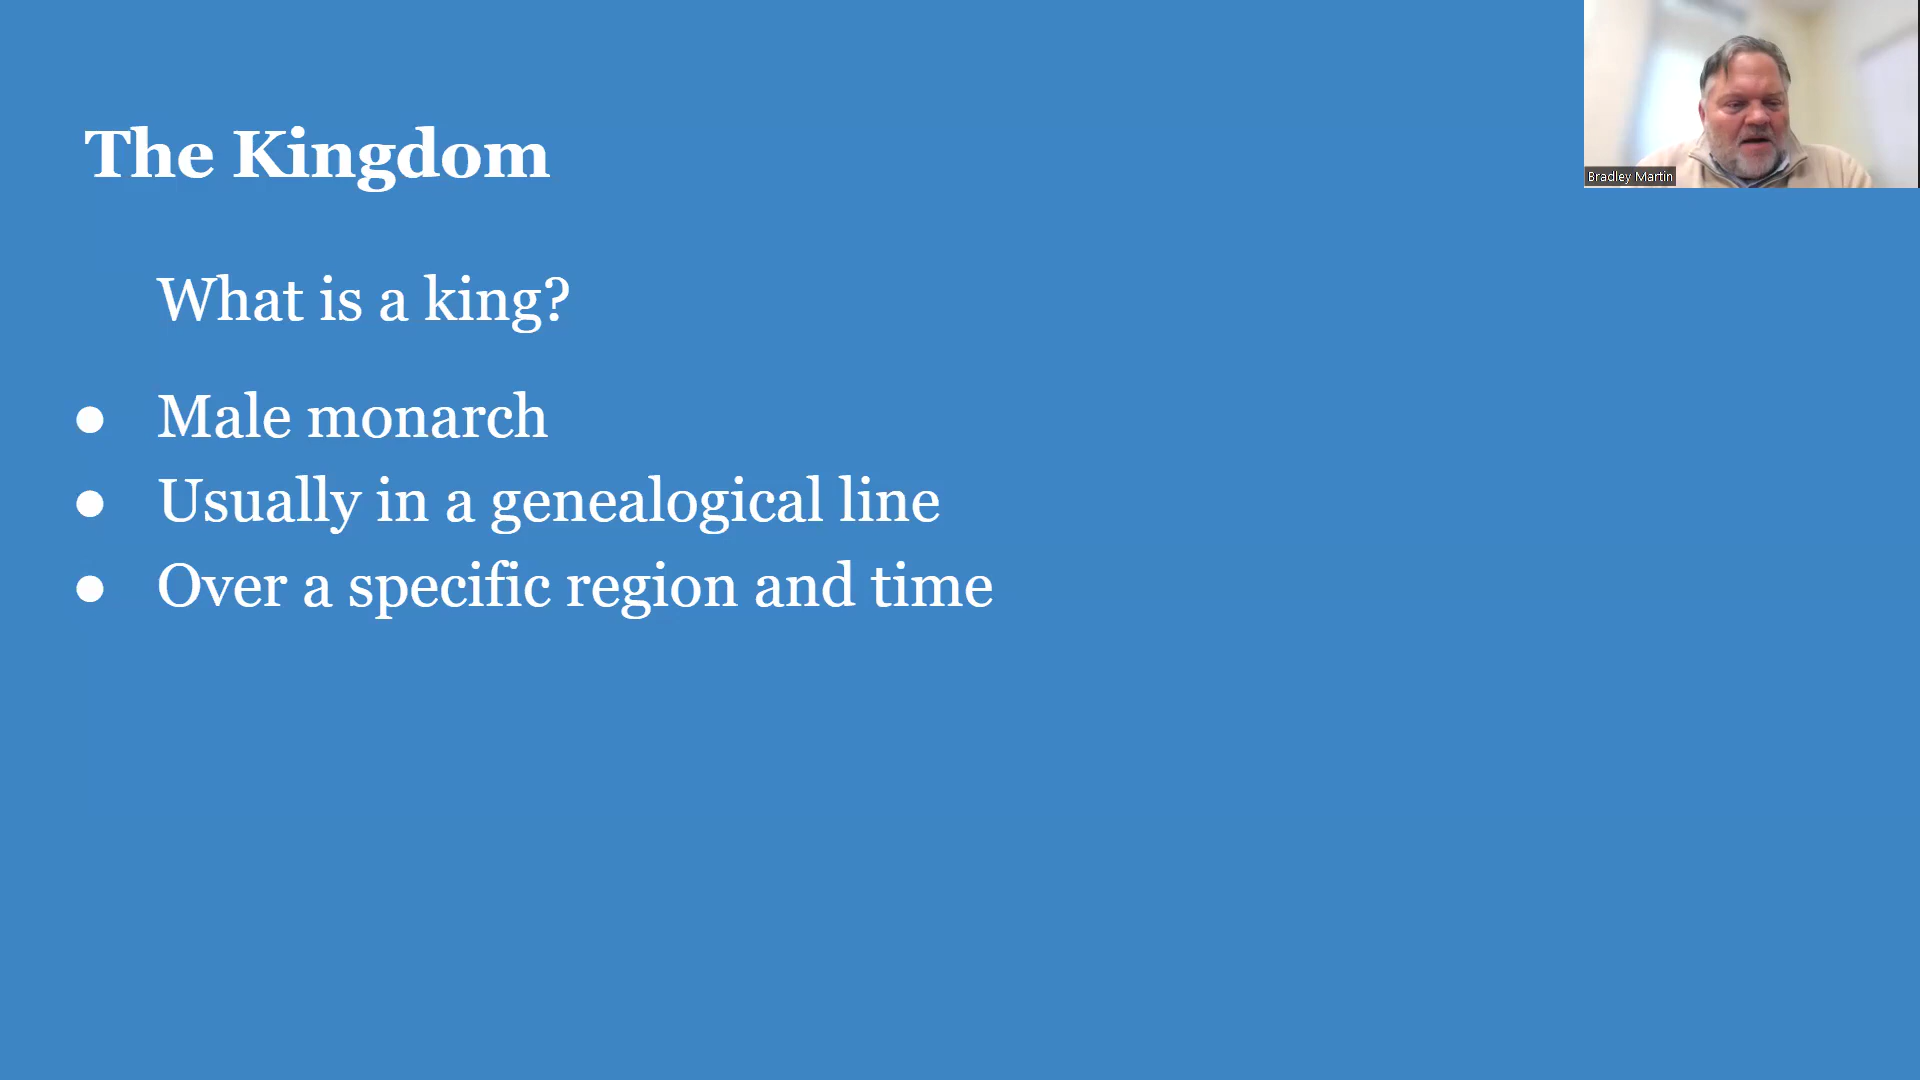 The Kingdom
What is a king?
● Male monarch
● Usually in a genealogical line
● Over a specific region and time
Bradley Martin